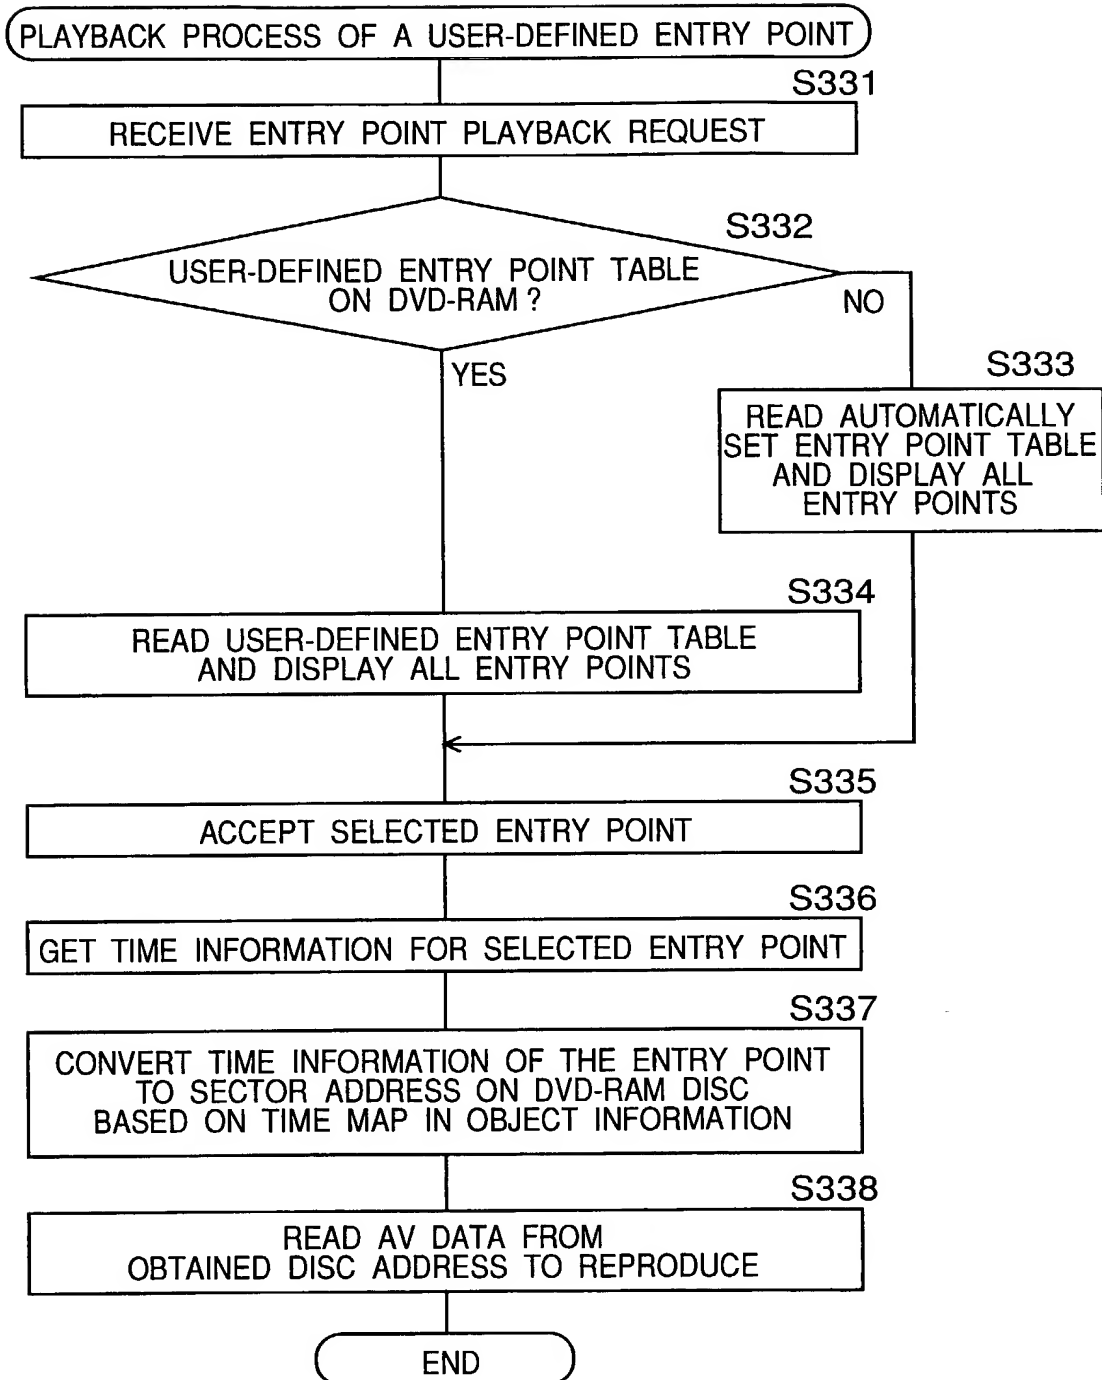 PLAYBACK PROCESS OF A USER-DEFINED ENTRY POINT
S331
RECEIVE ENTRY POINT PLAYBACK REQUEST
S332
USER-DEFINED ENTRY POINT TABLE
ON DVD-RAM?
NO
YES
S333
READ AUTOMATICALLY
SET ENTRY POINT TABLE
AND DISPLAY ALL
ENTRY POINTS
S334
READ USER-DEFINED ENTRY POINT TABLE
AND DISPLAY ALL ENTRY POINTS
S335
ACCEPT SELECTED ENTRY POINT
S336
GET TIME INFORMATION FOR SELECTED ENTRY POINT
S337
CONVERT TIME INFORMATION OF THE ENTRY POINT
TO SECTOR ADDRESS ON DVD-RAM DISC
BASED ON TIME MAP IN OBJECT INFORMATION
S338
READ AV DATA FROM
OBTAINED DISC ADDRESS TO REPRODUCE
END